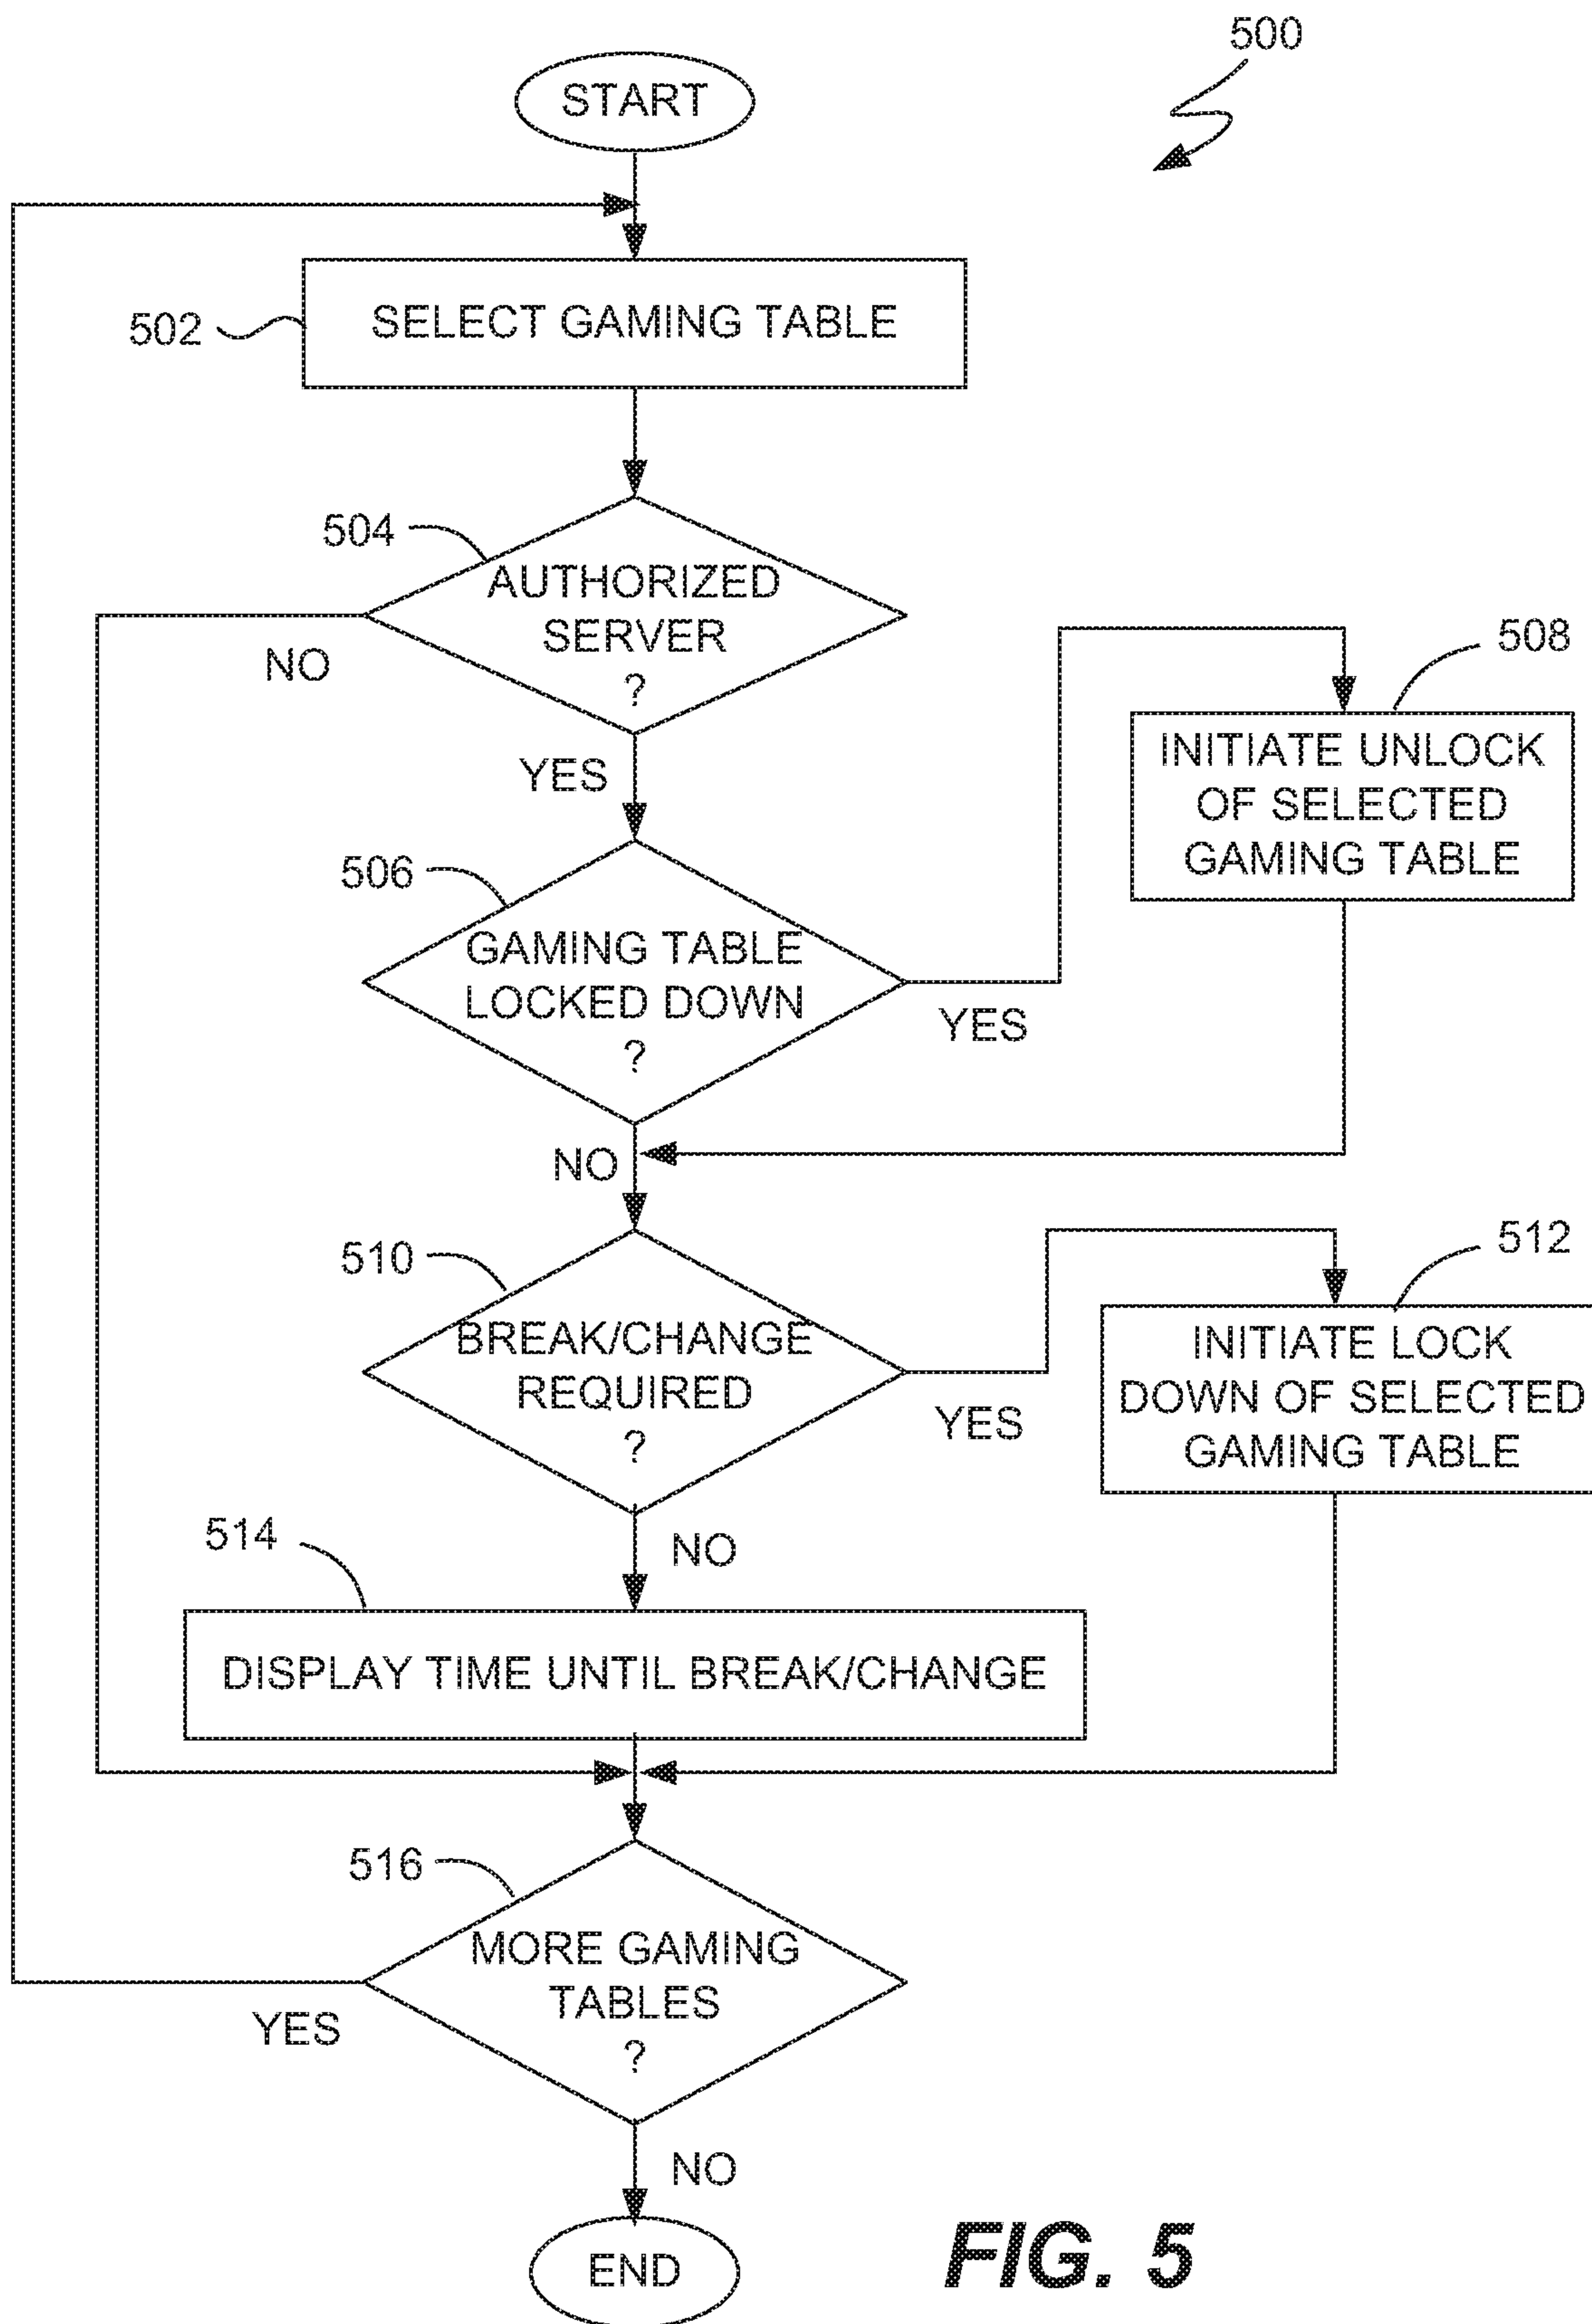 500
START
502
SELECT GAMING TABLE
504
AUTHORIZED
SERVER
?
NO
YES
508
INITIATE UNLOCK
OF SELECTED
GAMING TABLE
506
GAMING TABLE
LOCKED DOWN
?
YES
NO
510
BREAK/CHANGE
REQUIRED
?
YES
512
INITIATE LOCK
DOWN OF SELECTED
GAMING TABLE
NO
514
DISPLAY TIME UNTIL BREAK/CHANGE
516
MORE GAMING
TABLES
?
YES
NO
END
FIG. 5